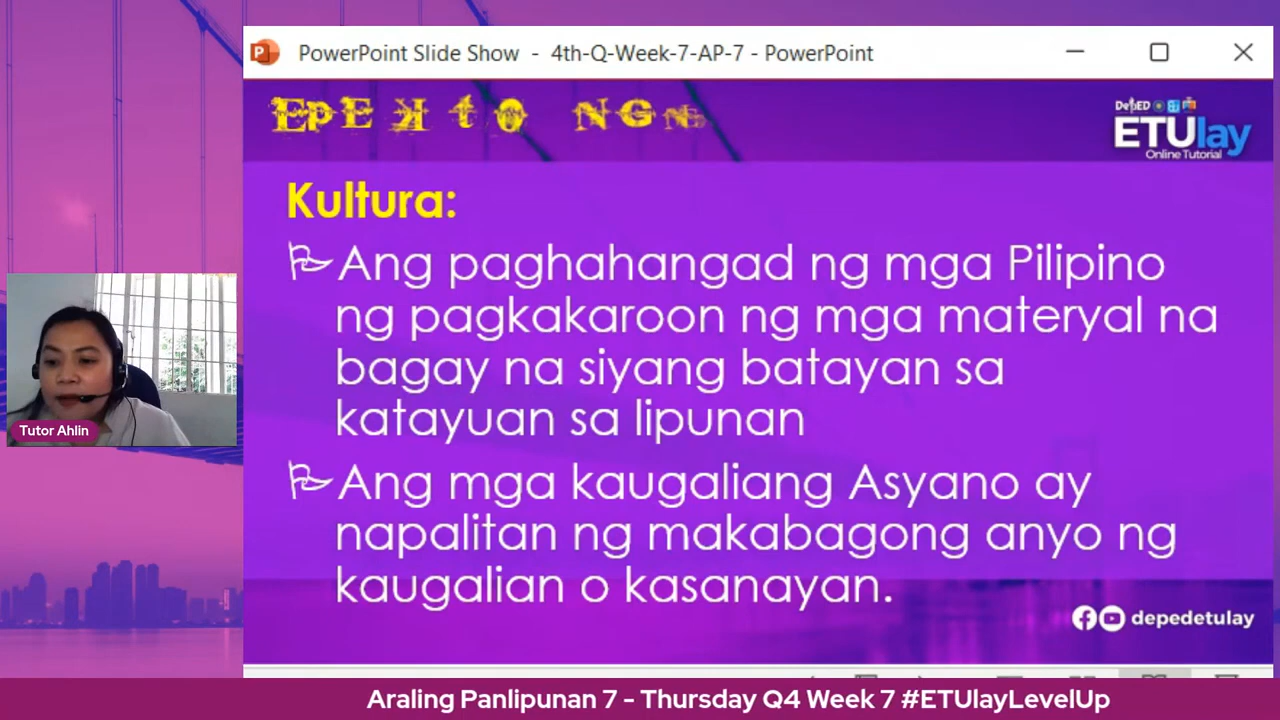 PowerPoint Slide Show - 4th-Q-Week-7-AP-7 - PowerPoint
EPEKTO NG
DepED
ETUlay
Online Tutorial
Kultura:
Ang paghahangad ng mga Pilipino
ng pagkakaroon ng mga materyal na
bagay na siyang batayan sa
katayuan sa lipunan
Ang mga kaugaliang Asyano ay
napalitan ng makabagong anyo ng
kaugalian o kasanayan.
Tutor Ahlin
depedetulay
Araling Panlipunan 7 - Thursday Q4 Week 7 #ETUlayLevelUp